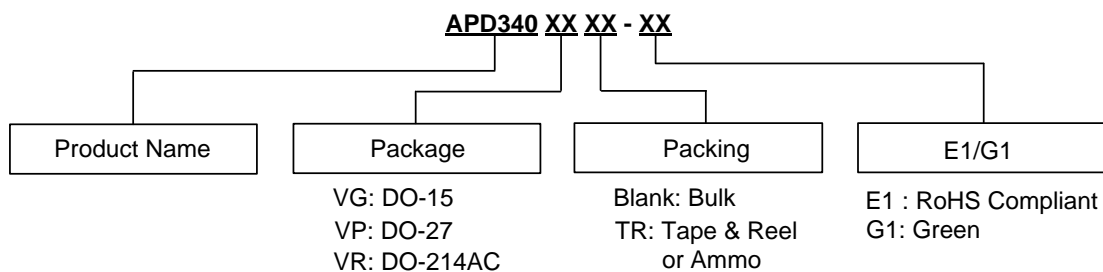 APD340 XX XX - XX
Product Name
Package
Packing
E1/G1
VG: DO-15
VP: DO-27
VR: DO-214AC
Blank: Bulk
TR: Tape & Reel
or Ammo
E1 : RoHS Compliant
G1: Green